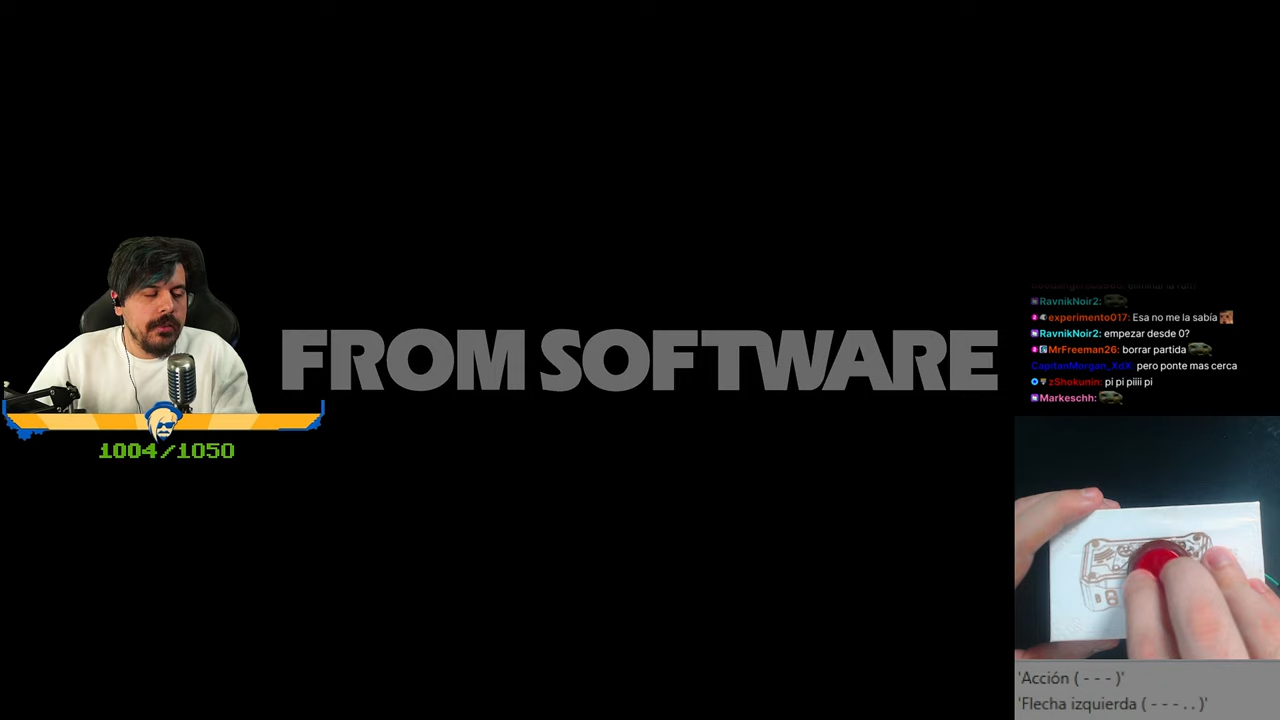 FROM SOFTWARE
RavnikNoir2:
experimento017: Esa no me la sabía
RavnikNoir2: empezar desde 0?
MrFreeman26: borrar partida
CapitanMorgan_XdX pero ponte mas cerca
zShokunin: pi pi piiii pi
Markeschh:
1004/1050
'Acción ( - - - )'
'Flecha izquierda ( - - - . . )'